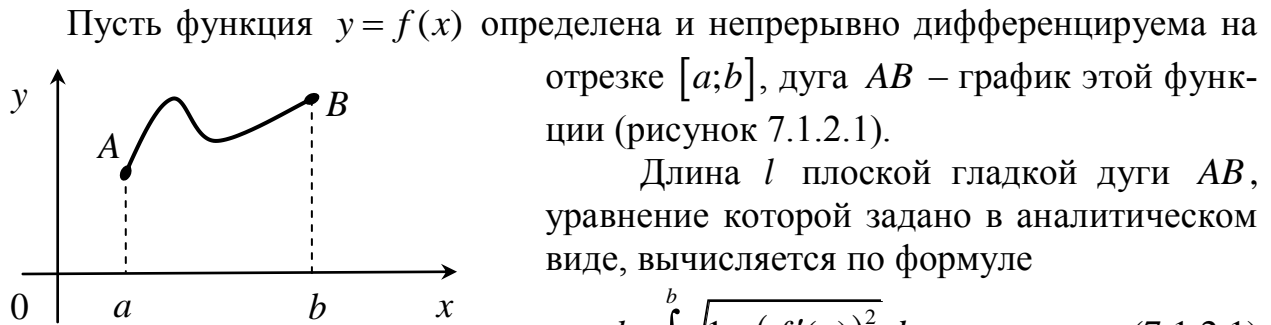 Пусть функция y = f(x) определена и непрерывно дифференцируема на
отрезке [a;b], дуга AB – график этой функ-
ции (рисунок 7.1.2.1).
Длина l плоской гладкой дуги AB,
уравнение которой задано в аналитическом
виде, вычисляется по формуле
y
A
B
0 a b x
b